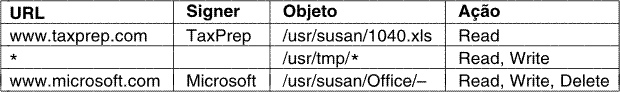 URL Signer Objeto Ação
www.taxprep.com TaxPrep /usr/susan/1040.xls Read
* /usr/tmp/* Read, Write
www.microsoft.com Microsoft /usr/susan/Office/– Read, Write, Delete